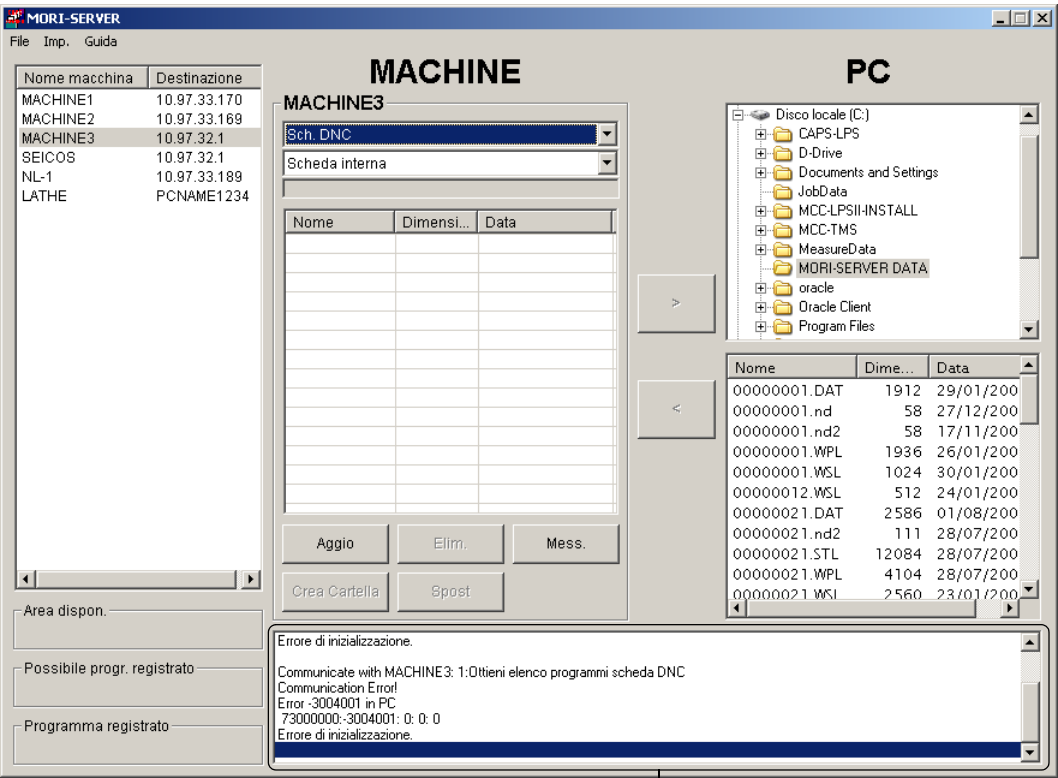 MORI-SERVER
File Imp. Guida
Nome macchina Destinazione
MACHINE1 10.97.33.170
MACHINE2 10.97.33.169
MACHINE3 10.97.32.1
SEICOS 10.97.32.1
NL-1 10.97.33.189
LATHE PCNAME1234
Area dispon.
Possibile progr. registrato
Programma registrato
MACHINE
MACHINE3
Sch. DNC
Scheda interna
Nome Dimensi... Data
Aggio Elim. Mess.
Crea Cartella Spost
>
<
PC
Disco locale (C:)
CAPS-LPS
D-Drive
Documents and Settings
JobData
MCC-LPSII-INSTALL
MCC-TMS
MeasureData
MORI-SERVER DATA
oracle
Oracle Client
Program Files
Nome Dime... Data
00000001.DAT 1912 29/01/200
00000001.nd 58 27/12/200
00000001.nd2 58 17/11/200
00000001.WPL 1936 26/01/200
00000001.WSL 1024 30/01/200
00000012.WSL 512 24/01/200
00000021.DAT 2586 01/08/200
00000021.nd2 111 28/07/200
00000021.STL 12084 28/07/200
00000021.WPL 4104 28/07/200
00000021.WSL 2560 23/01/200
Errore di inizializzazione.
Communicate with MACHINE3: 1:Ottieni elenco programmi scheda DNC
Communication Error!
Error -3004001 in PC
73000000:-3004001: 0: 0: 0
Errore di inizializzazione.